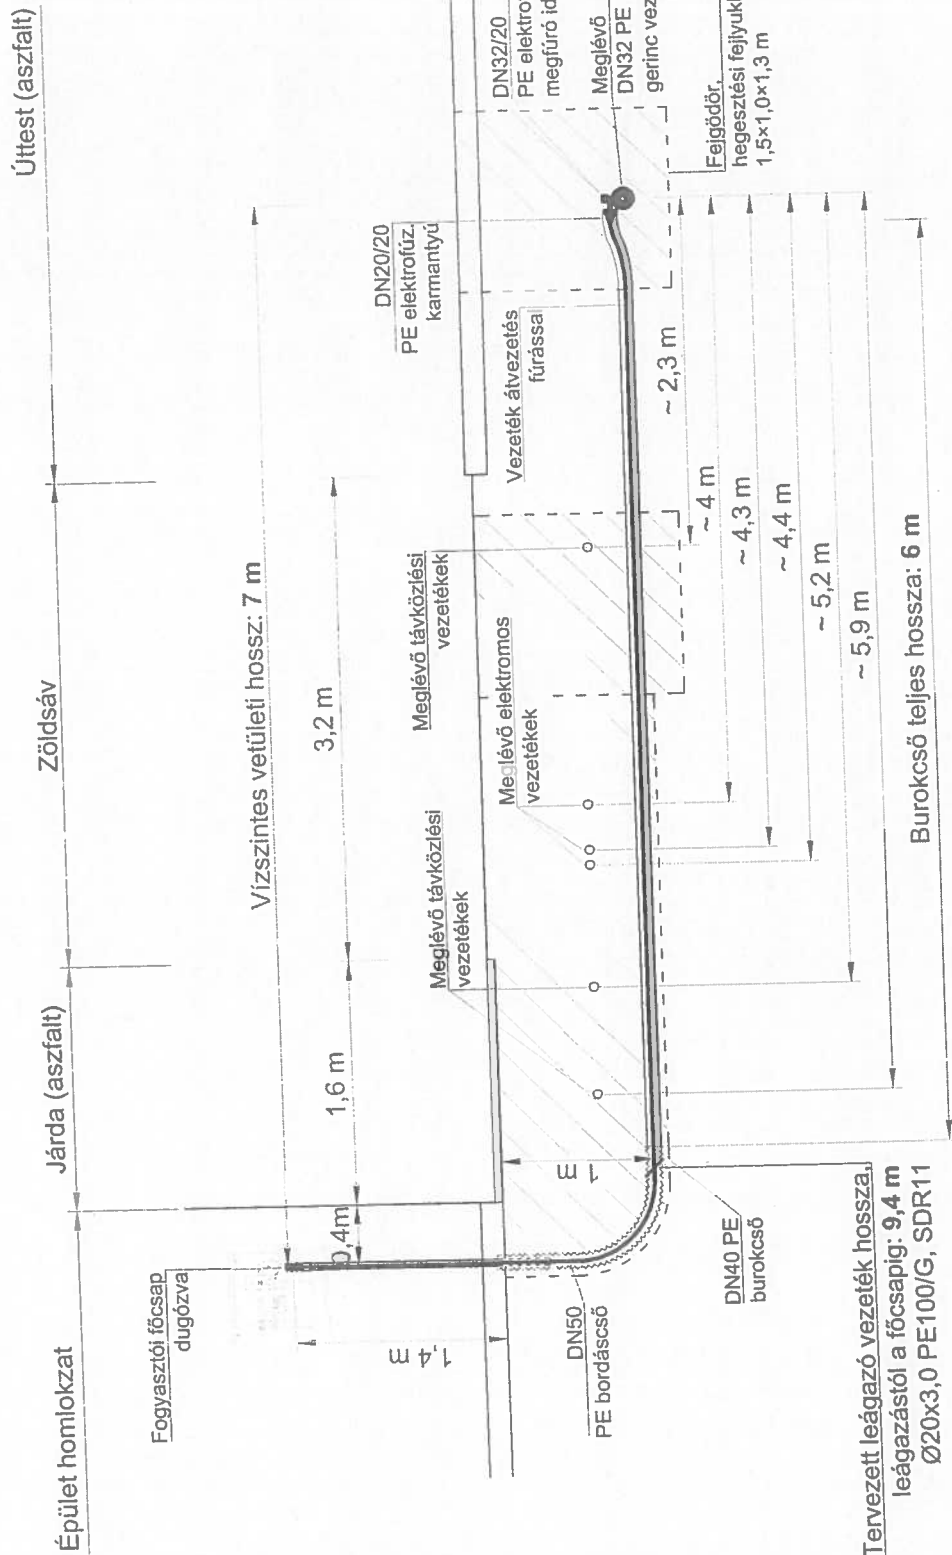 Épület homlokzat
Járda (aszfalt)
Zöldsáv
Úttest (aszfalt)
Vízszintes vetületi hossz: 7 m
Fogyasztói főcsap
dugózva
0,4m
1,6 m
3,2 m
1,4 m
1 m
Meglévő távközlési
vezetékek
Meglévő távközlési
vezetékek
Meglévő elektromos
vezetékek
DN20/20
PE elektrofúz.
karmantyú
Vezeték átvezetés
fúrással
DN32/20
PE
megfúró
Meglévő
DN32 PE
gerinc
Fejgödör,
hegesztési
1,5×1,0×1,3 m
DN50
PE bordáscső
DN40 PE
burokcső
~ 2,3 m
~ 4 m
~ 4,3 m
~ 4,4 m
~ 5,2 m
~ 5,9 m
Burokcső teljes hossza: 6 m
Tervezett leágazó vezeték hossza,
leágazástól a főcsapig: 9,4 m
Ø20x3,0 PE100/G, SDR11